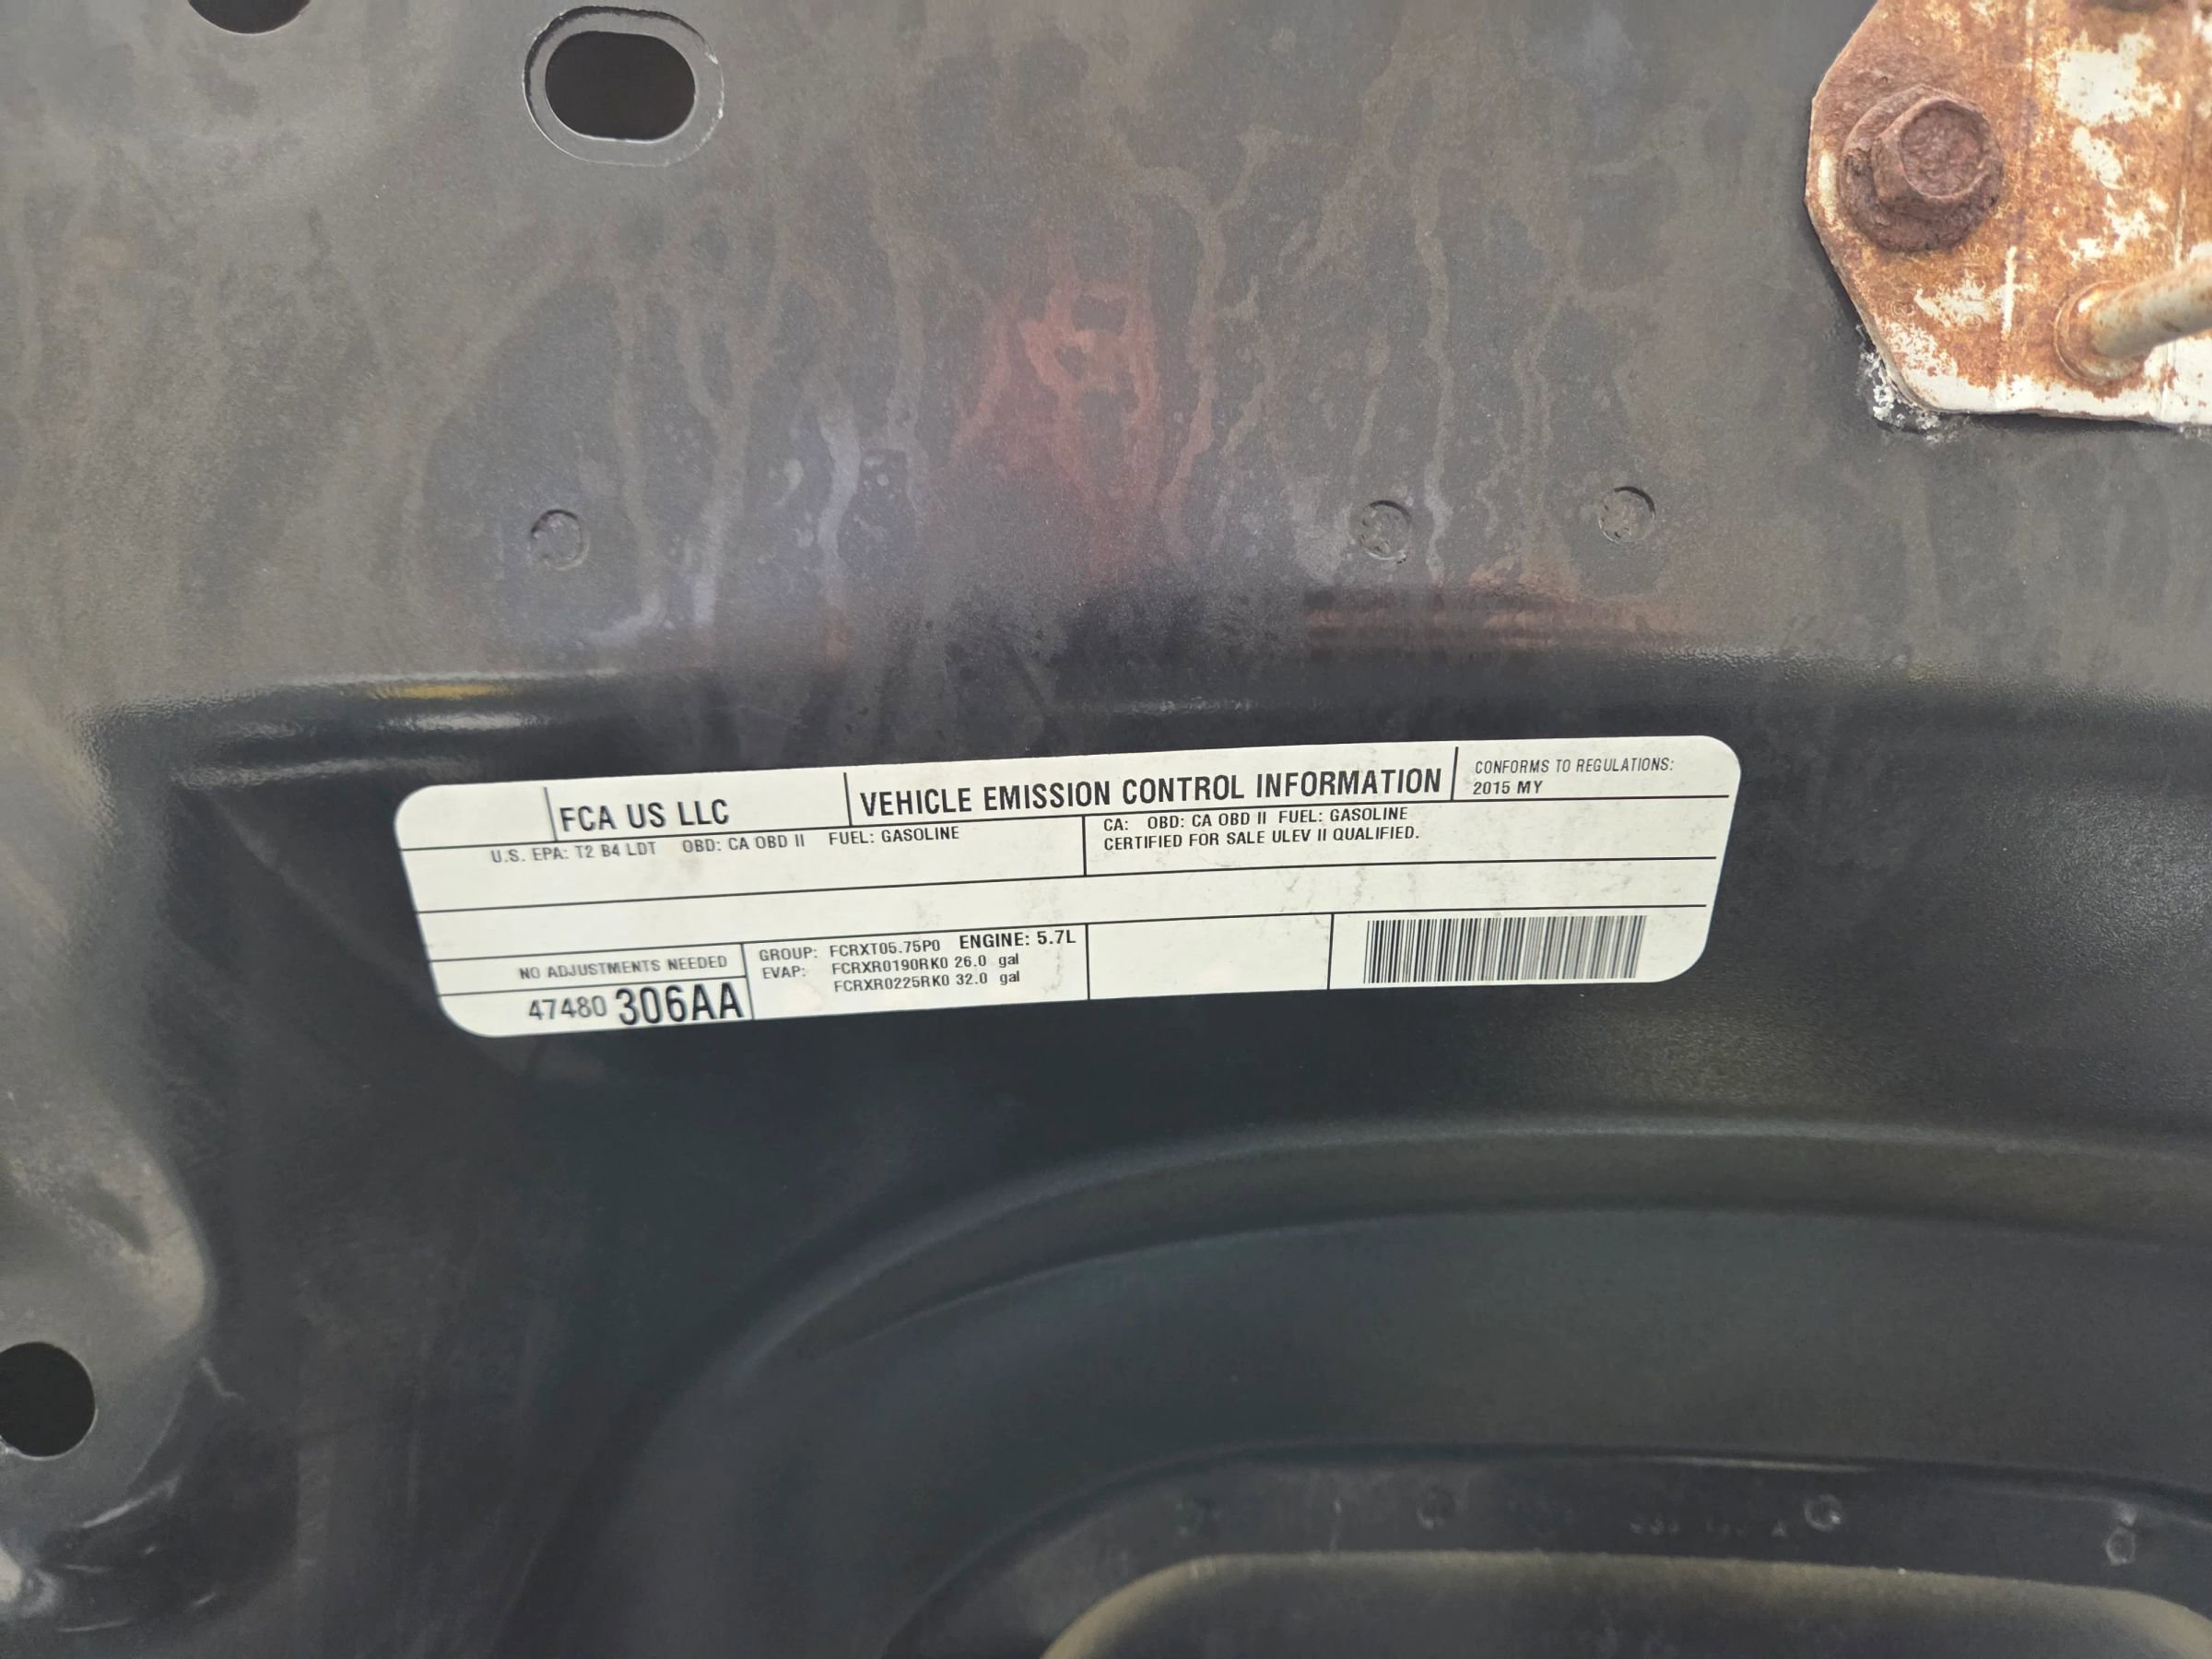 FCA US LLC
VEHICLE EMISSION CONTROL INFORMATION
CONFORMS TO REGULATIONS:
2015 MY
U.S. EPA: T2 B4 LDT OBD: CA OBD II FUEL: GASOLINE
CA: OBD: CA OBD II FUEL: GASOLINE
CERTIFIED FOR SALE ULEV II QUALIFIED.
NO ADJUSTMENTS NEEDED
47480 306AA
GROUP: FCRXT05.75P0 ENGINE: 5.7L
EVAP: FCRXR0190RK0 26.0 gal
FCRXR0225RK0 32.0 gal